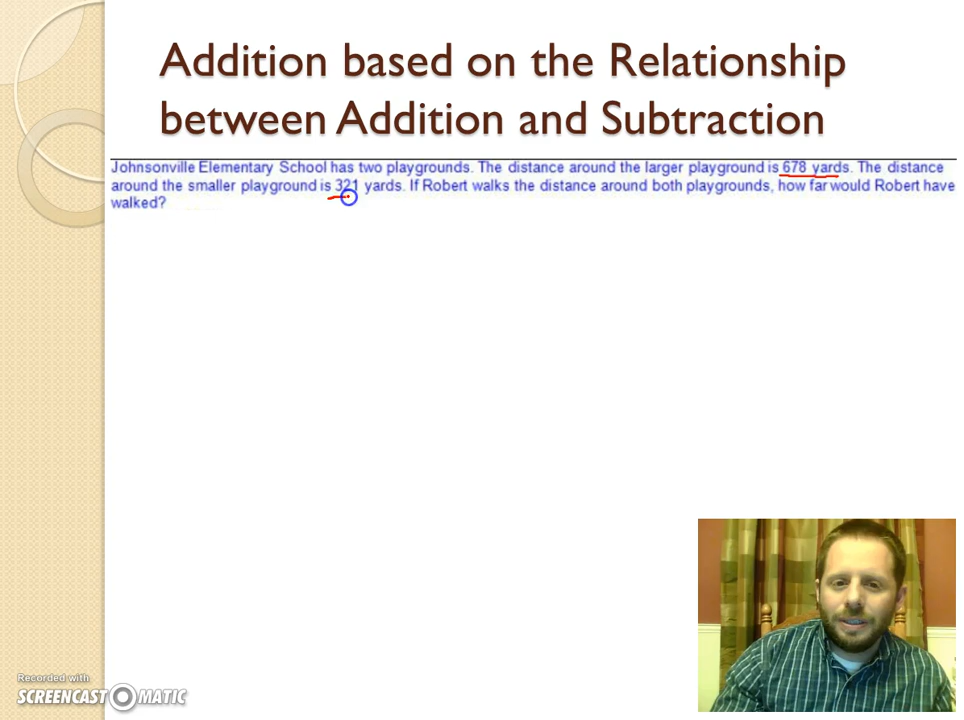 Addition based on the Relationship
between Addition and Subtraction
Johnsonville Elementary School has two playgrounds. The distance around the larger playground is 678 yards. The distance
around the smaller playground is 321 yards. If Robert walks the distance around both playgrounds, how far would Robert have
walked?
Recorded with
SCREENCAST MATIC